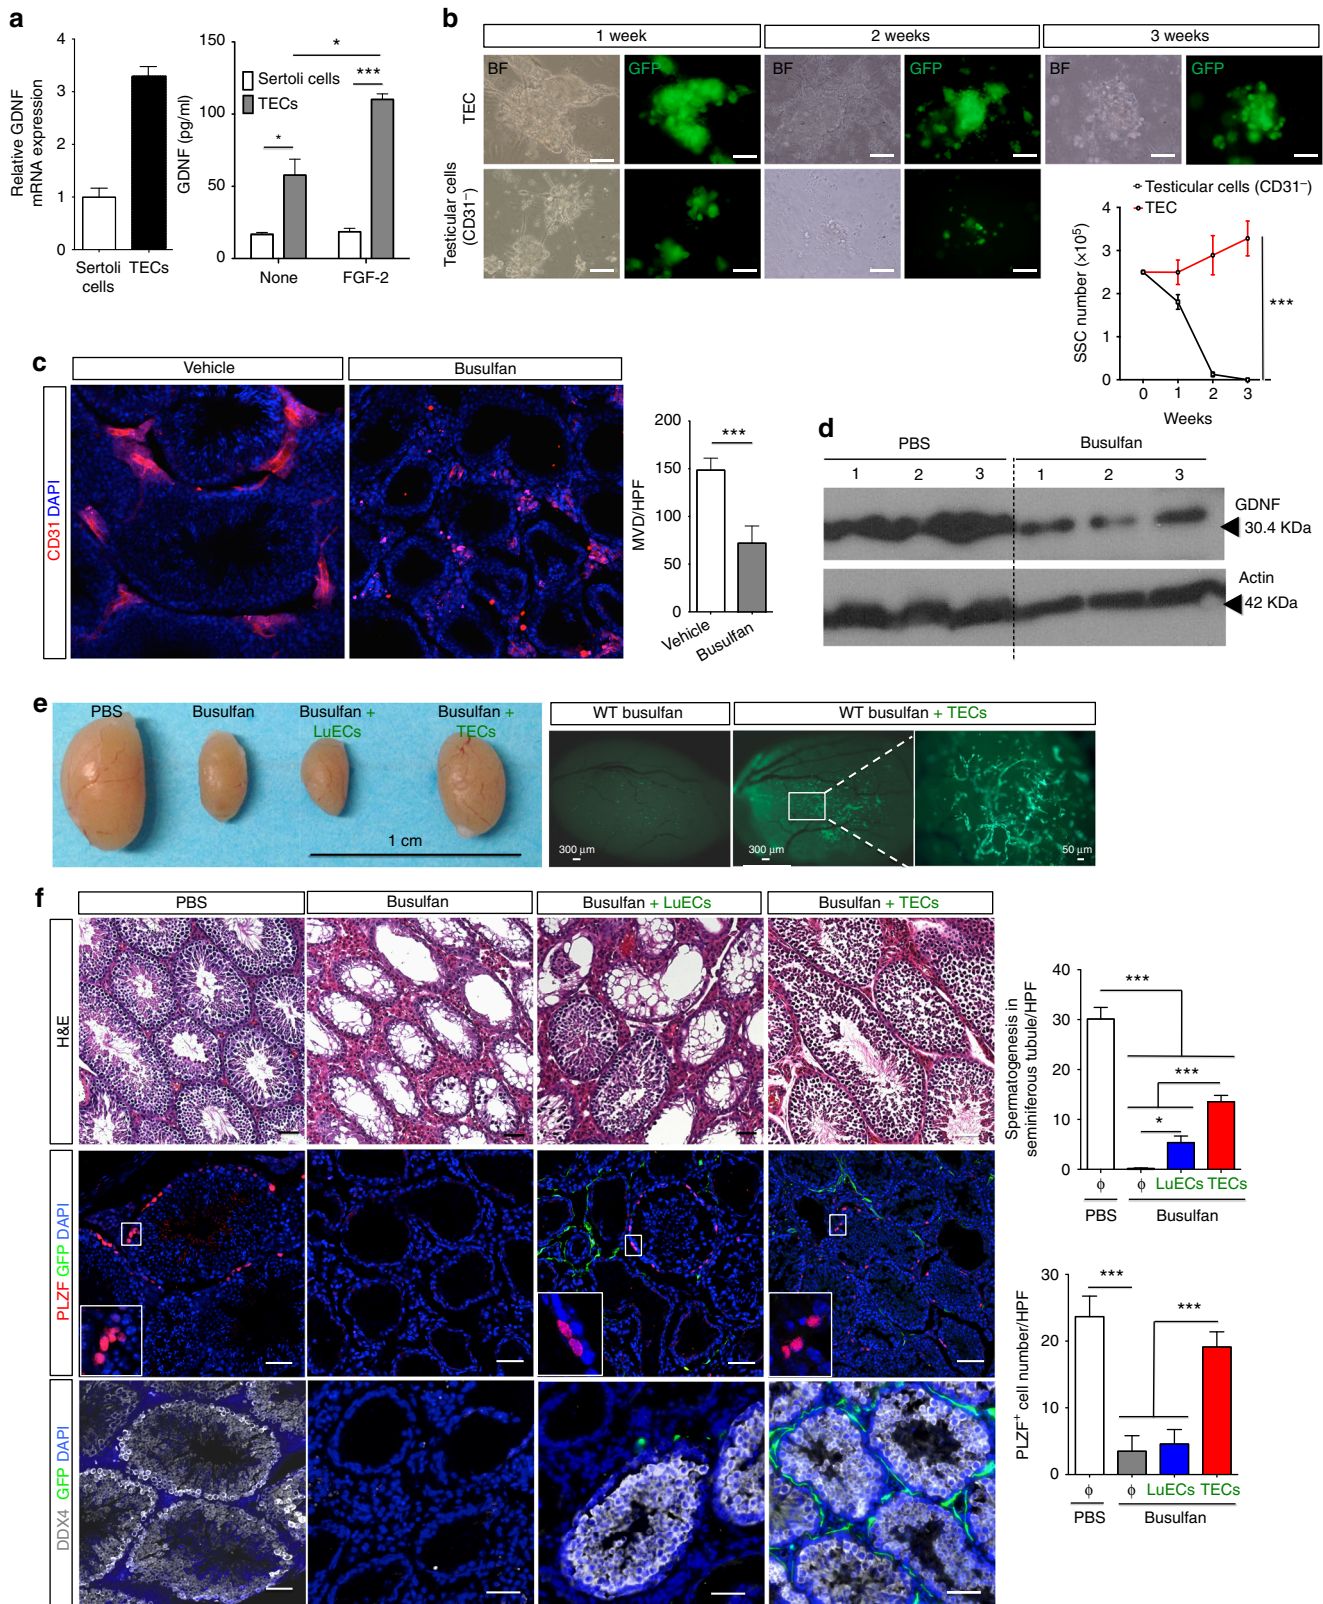 a
Relative GDNF
mRNA expression
4
3
2
1
0
Sertoli
cells
TECs
GDNF (pg/ml)
150
100
50
0
Sertoli cells
TECs
*
***
*
None
FGF-2
b
1 week
2 weeks
3 weeks
BF
GFP
BF
GFP
BF
GFP
TEC
Testicular cells
(CD31⁻)
Testicular cells (CD31⁻)
TEC
SSC number (×10⁵)
4
3
2
1
0
0
1
2
3
Weeks
***
c
Vehicle
Busulfan
CD31 DAPI
MVD/HPF
200
150
100
50
0
***
Vehicle
Busulfan
d
PBS
Busulfan
1
2
3
1
2
3
GDNF
30.4 KDa
Actin
42 KDa
e
PBS
Busulfan
Busulfan +
LuECs
Busulfan +
TECs
1 cm
WT busulfan
WT busulfan + TECs
300 µm
300 µm
50 µm
f
PBS
Busulfan
Busulfan + LuECs
Busulfan + TECs
H&E
PLZF GFP DAPI
DDX4 GFP DAPI
Spermatogenesis in
seminiferous tubule/HPF
40
30
20
10
0
***
***
*
ϕ
ϕ
LuECs
TECs
PBS
Busulfan
PLZF⁺ cell number/HPF
30
20
10
0
***
***
ϕ
ϕ
LuECs
TECs
PBS
Busulfan